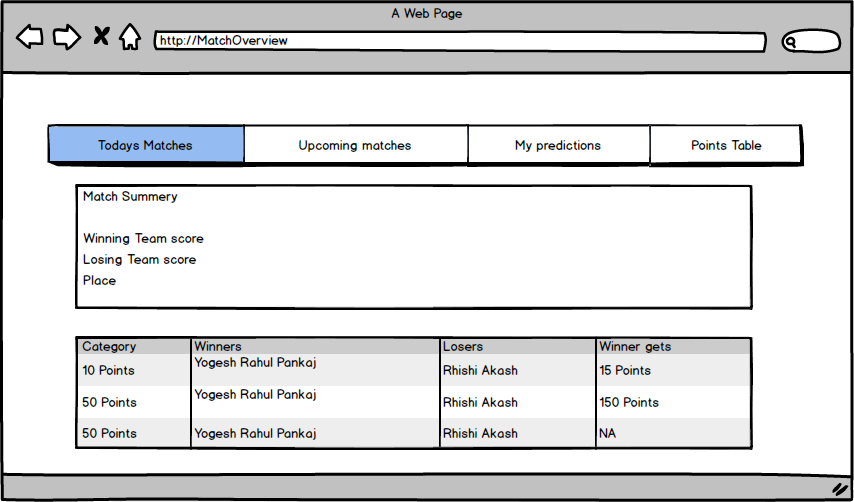 A Web Page
http://MatchOverview
Todays Matches Upcoming matches My predictions Points Table
Match Summery
Winning Team score
Losing Team score
Place
Category Winners Losers Winner gets
10 Points Yogesh Rahul Pankaj Rhishi Akash 15 Points
50 Points Yogesh Rahul Pankaj Rhishi Akash 150 Points
50 Points Yogesh Rahul Pankaj Rhishi Akash NA